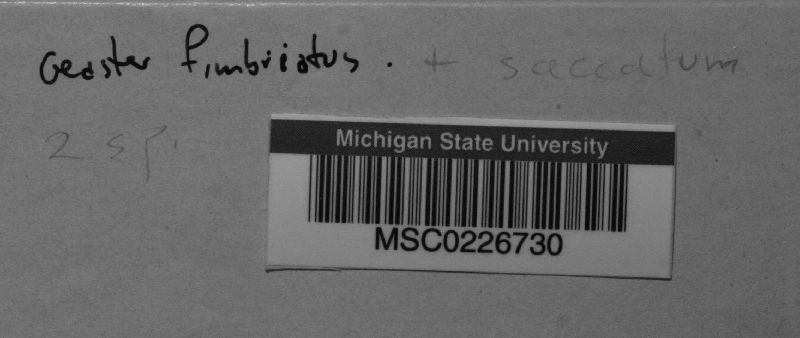 Geaster fimbriatus. + saccatum
2 sp.
Michigan State University
MSC0226730